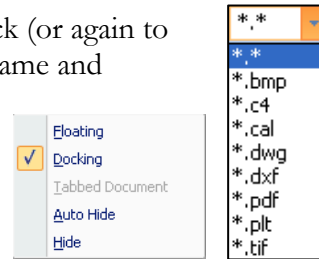 ck (or again to
ame and
Floating
Docking
Tabbed Document
Auto Hide
Hide
*.*
*.*
*.bmp
*.c4
*.cal
*.dwg
*.dxf
*.pdf
*.plt
*.tif